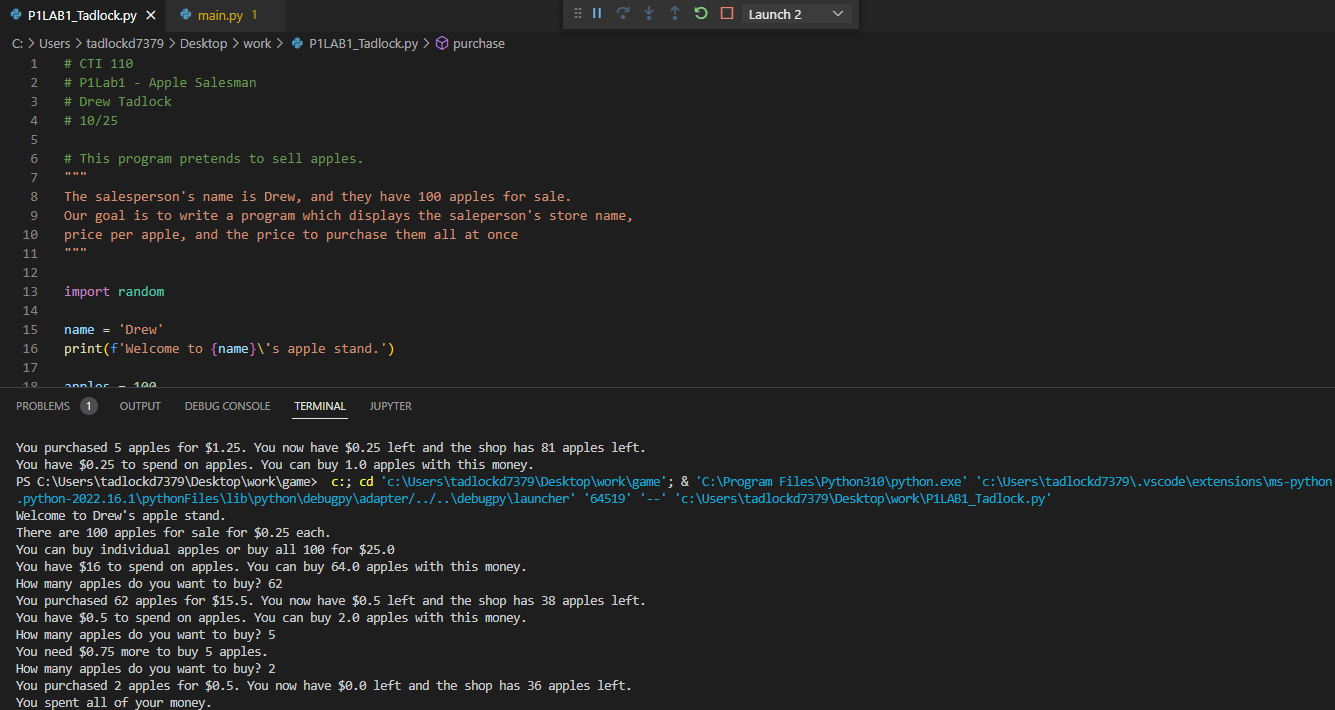 P1LAB1_Tadlock.py main.py 1 Launch 2
C: > Users > tadlockd7379 > Desktop > work > P1LAB1_Tadlock.py > purchase
1 # CTI 110
2 # P1Lab1 - Apple Salesman
3 # Drew Tadlock
4 # 10/25
5
6 # This program pretends to sell apples.
7 """
8 The salesperson's name is Drew, and they have 100 apples for sale.
9 Our goal is to write a program which displays the saleperson's store name,
10 price per apple, and the price to purchase them all at once
11 """
12
13 import random
14
15 name = 'Drew'
16 print(f'Welcome to {name}\'s apple stand.')
17
18 apples = 100
PROBLEMS 1 OUTPUT DEBUG CONSOLE TERMINAL JUPYTER
You purchased 5 apples for $1.25. You now have $0.25 left and the shop has 81 apples left.
You have $0.25 to spend on apples. You can buy 1.0 apples with this money.
PS C:\Users\tadlockd7379\Desktop\work\game>  c:; cd 'c:\Users\tadlockd7379\Desktop\work\game'; & 'C:\Program Files\Python310\python.exe' 'c:\Users\tadlockd7379\.vscode\extensions\ms-python
.python-2022.16.1\pythonFiles\lib\python\debugpy\adapter/../..\debugpy\launcher' '64519' '--' 'c:\Users\tadlockd7379\Desktop\work\P1LAB1_Tadlock.py'
Welcome to Drew's apple stand.
There are 100 apples for sale for $0.25 each.
You can buy individual apples or buy all 100 for $25.0
You have $16 to spend on apples. You can buy 64.0 apples with this money.
How many apples do you want to buy? 62
You purchased 62 apples for $15.5. You now have $0.5 left and the shop has 38 apples left.
You have $0.5 to spend on apples. You can buy 2.0 apples with this money.
How many apples do you want to buy? 5
You need $0.75 more to buy 5 apples.
How many apples do you want to buy? 2
You purchased 2 apples for $0.5. You now have $0.0 left and the shop has 36 apples left.
You spent all of your money.